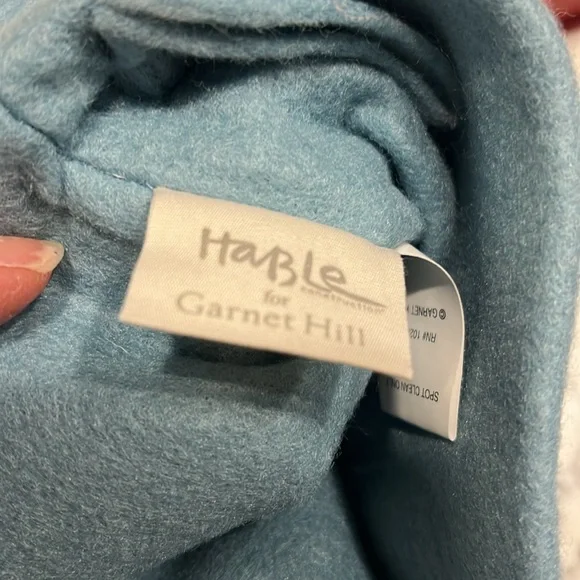 HaBLe
construction
for
Garnet Hill
© GARNET
RN# 102
SPOT CLEAN ONLY